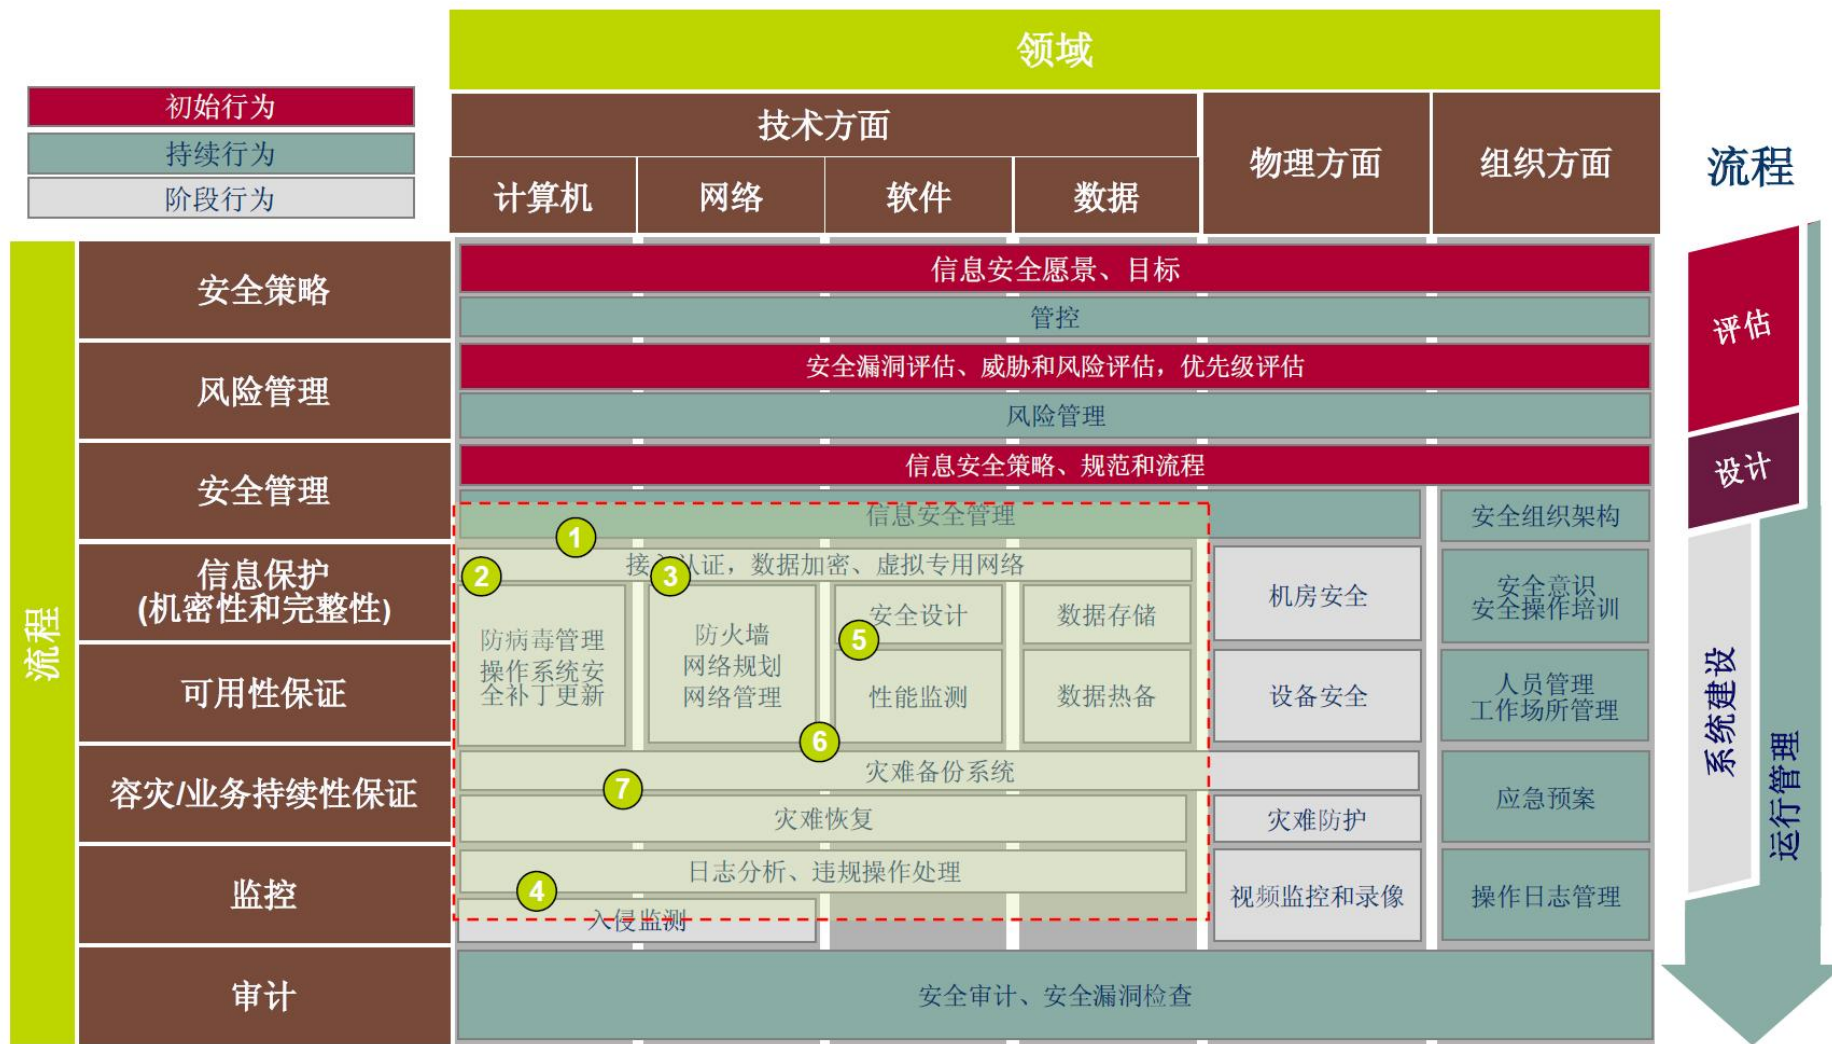 领域
初始行为
持续行为
阶段行为
技术方面
物理方面
组织方面
流程
计算机
网络
软件
数据
流程
安全策略
信息安全愿景、目标
管控
风险管理
安全漏洞评估、威胁和风险评估，优先级评估
风险管理
安全管理
信息安全策略、规范和流程
信息安全管理
安全组织架构
1
信息保护
(机密性和完整性)
接入认证，数据加密、虚拟专用网络
2
3
防病毒管理
操作系统安
全补丁更新
防火墙
网络规划
网络管理
安全设计
5
数据存储
机房安全
安全意识
安全操作培训
可用性保证
性能监测
数据热备
设备安全
人员管理
工作场所管理
6
容灾/业务持续性保证
灾难备份系统
7
灾难恢复
灾难防护
应急预案
监控
日志分析、违规操作处理
4
入侵监测
视频监控和录像
操作日志管理
审计
安全审计、安全漏洞检查
评估
设计
系统建设
运行管理